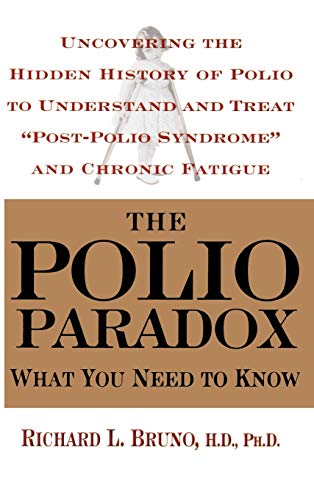 UNCOVERING THE
HIDDEN HISTORY OF POLIO
TO UNDERSTAND AND TREAT
“POST-POLIO SYNDROME”
AND CHRONIC FATIGUE
THE
POLIO
PARADOX
WHAT YOU NEED TO KNOW
RICHARD L. BRUNO, H.D., PH.D.